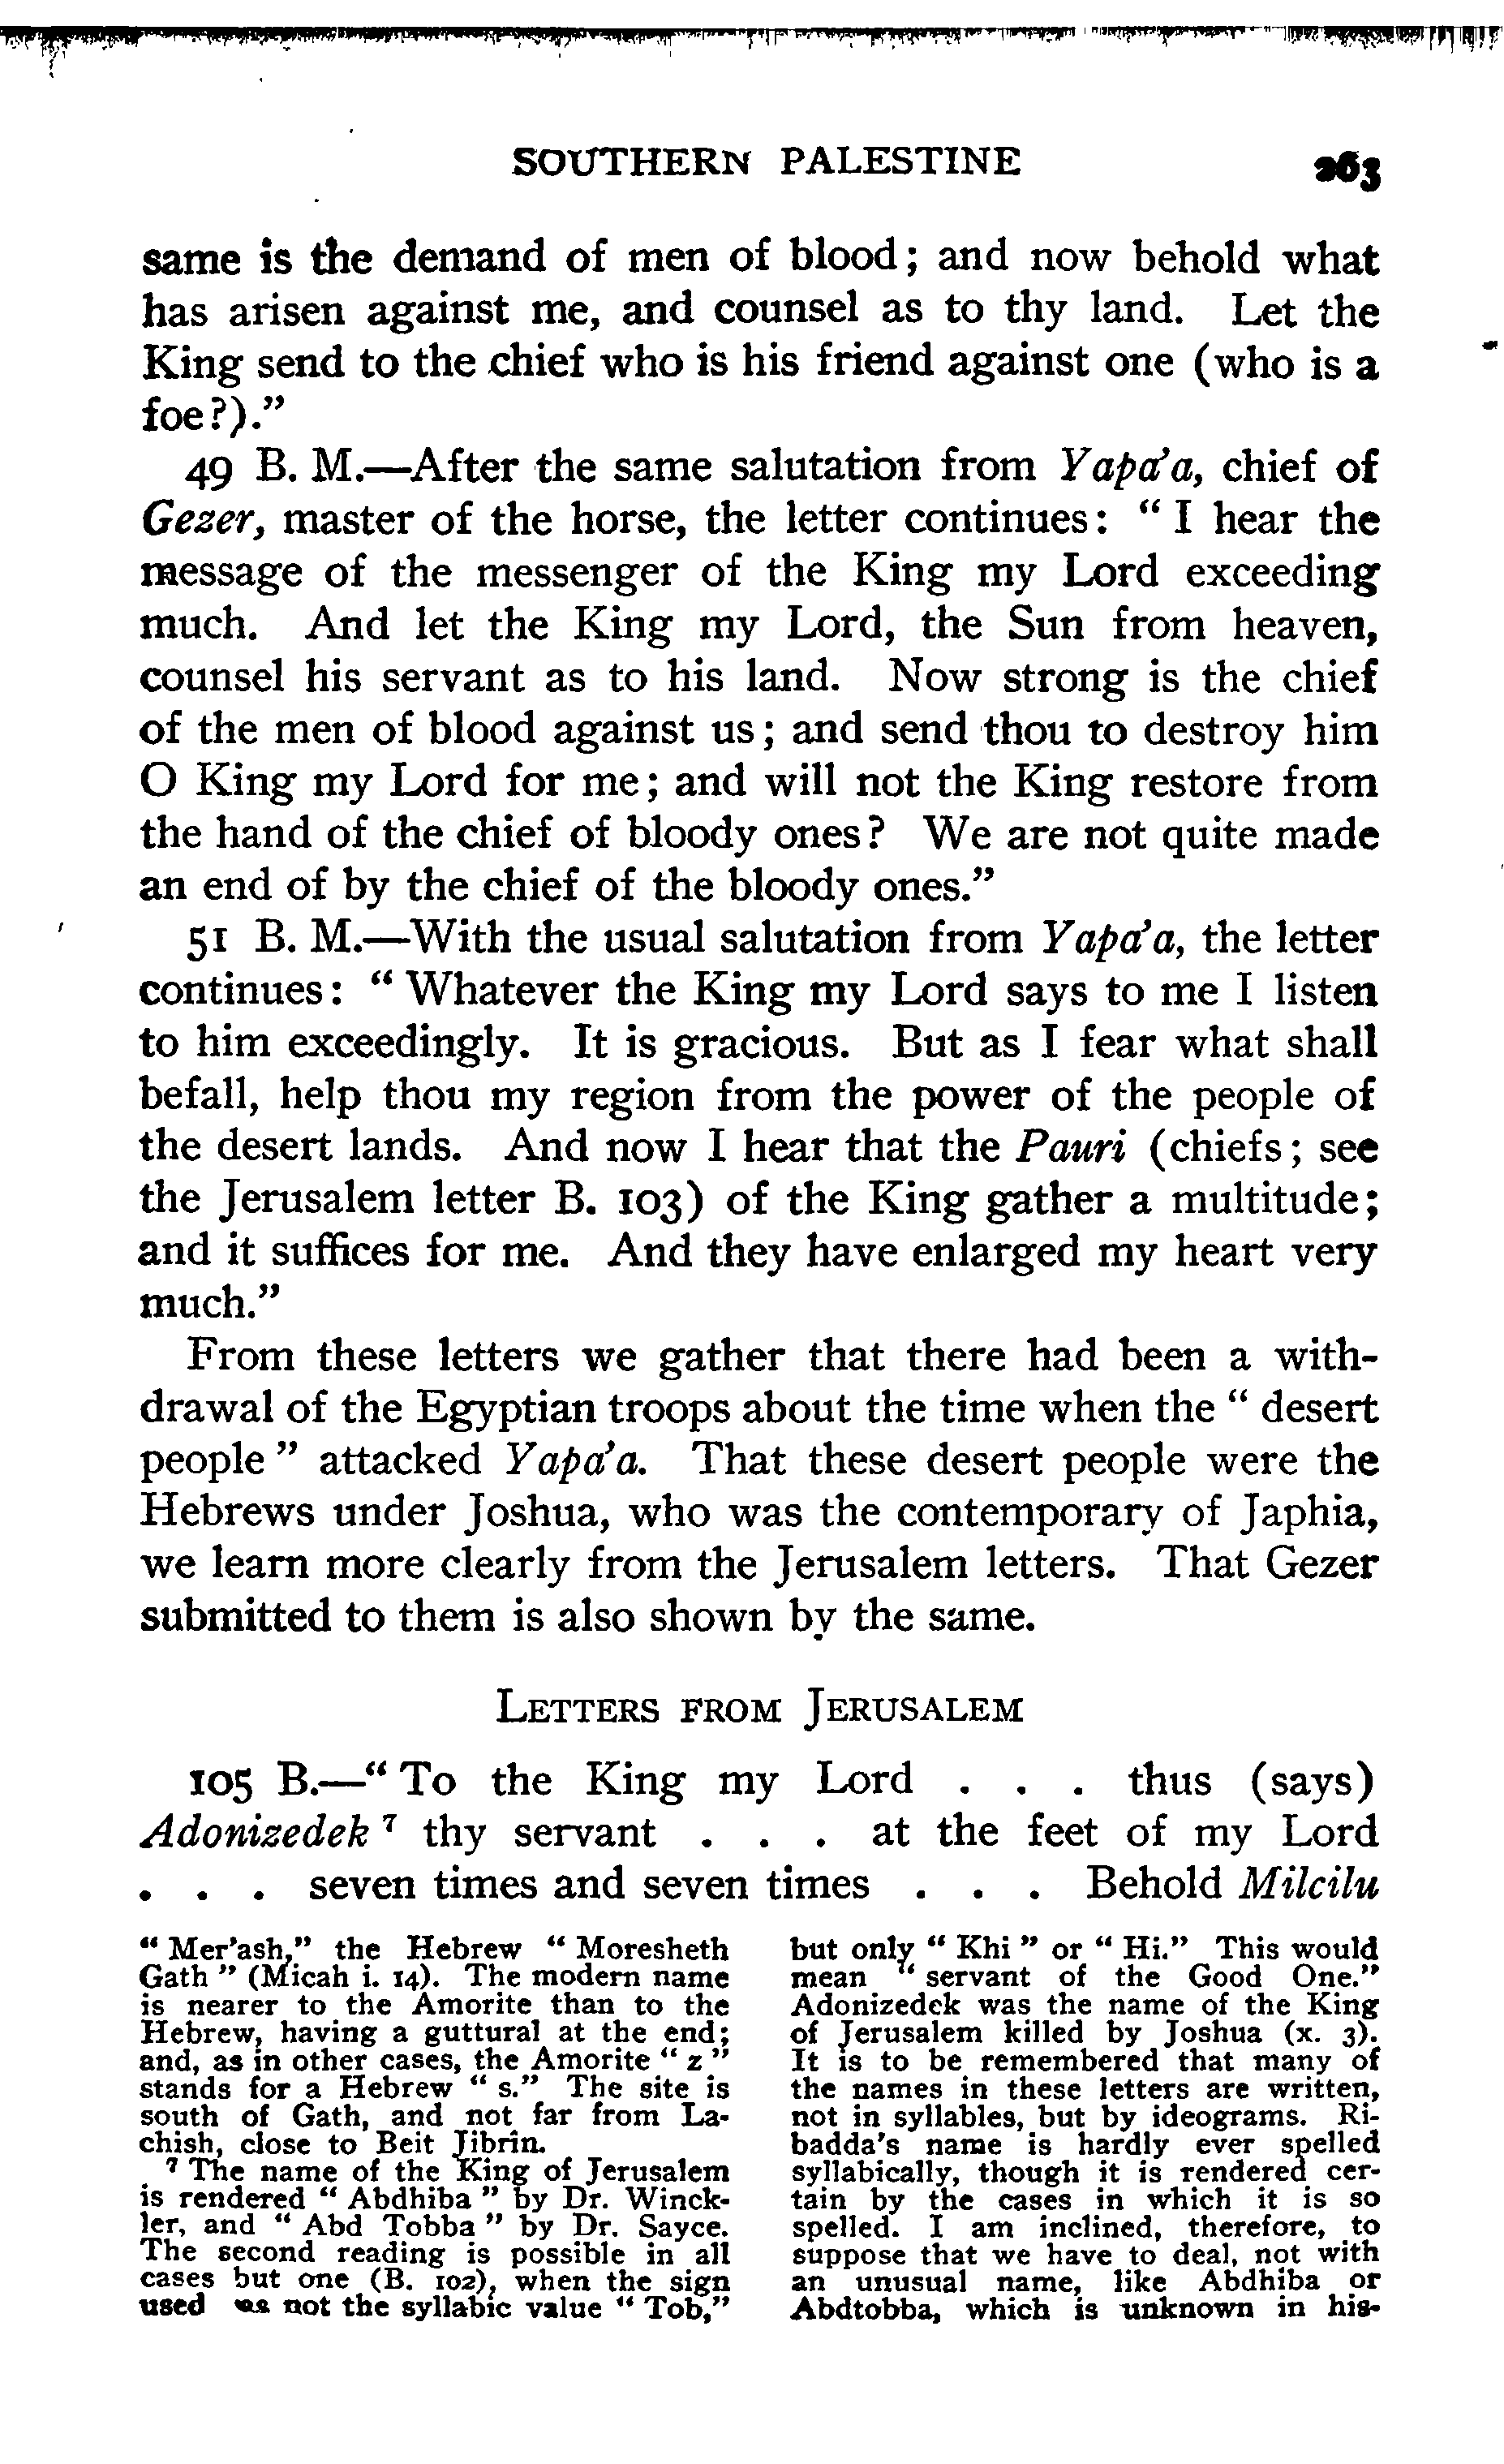 SOUTHERN PALESTINE 263
same is the demand of men of blood; and now behold what
has arisen against me, and counsel as to thy land. Let the
King send to the chief who is his friend against one (who is a
foe?)."
49 B. M.—After the same salutation from Yapa'a, chief of
Gezer, master of the horse, the letter continues: “ I hear the
message of the messenger of the King my Lord exceeding
much. And let the King my Lord, the Sun from heaven,
counsel his servant as to his land. Now strong is the chief
of the men of blood against us; and send thou to destroy him
O King my Lord for me; and will not the King restore from
the hand of the chief of bloody ones? We are not quite made
an end of by the chief of the bloody ones.”
51 B. M.—With the usual salutation from Yapa'a, the letter
continues: “ Whatever the King my Lord says to me I listen
to him exceedingly. It is gracious. But as I fear what shall
befall, help thou my region from the power of the people of
the desert lands. And now I hear that the Pauri (chiefs; see
the Jerusalem letter B. 103) of the King gather a multitude;
and it suffices for me. And they have enlarged my heart very
much.”
From these letters we gather that there had been a with-
drawal of the Egyptian troops about the time when the “ desert
people ” attacked Yapa'a. That these desert people were the
Hebrews under Joshua, who was the contemporary of Japhia,
we learn more clearly from the Jerusalem letters. That Gezer
submitted to them is also shown by the same.
LETTERS FROM JERUSALEM
105 B.—“ To the King my Lord . . . thus (says)
Adonizedek ⁷ thy servant . . . at the feet of my Lord
. . . seven times and seven times . . . Behold Milcilu
“ Mer'ash,” the Hebrew “ Moresheth
Gath ” (Micah i. 14). The modern name
is nearer to the Amorite than to the
Hebrew, having a guttural at the end;
and, as in other cases, the Amorite “ z ”
stands for a Hebrew “ s.” The site is
south of Gath, and not far from La-
chish, close to Beit Jibrîn.
⁷ The name of the King of Jerusalem
is rendered “ Abdhiba ” by Dr. Winck-
ler, and “ Abd Tobba ” by Dr. Sayce.
The second reading is possible in all
cases but one (B. 102), when the sign
used has not the syllabic value “ Tob,”
but only “ Khi ” or “ Hi.” This would
mean “ servant of the Good One.”
Adonizedek was the name of the King
of Jerusalem killed by Joshua (x. 3).
It is to be remembered that many of
the names in these letters are written,
not in syllables, but by ideograms. Ri-
badda's name is hardly ever spelled
syllabically, though it is rendered cer-
tain by the cases in which it is so
spelled. I am inclined, therefore, to
suppose that we have to deal, not with
an unusual name, like Abdhiba or
Abdtobba, which is unknown in his-